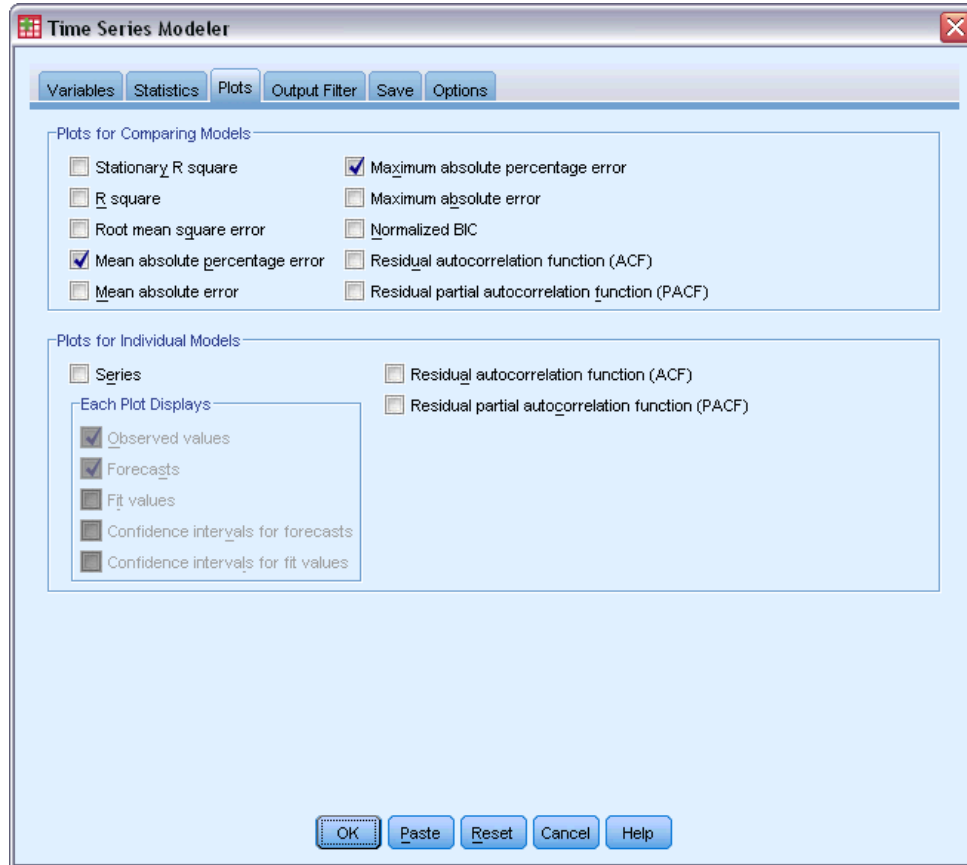 Time Series Modeler
Variables Statistics Plots Output Filter Save Options
Plots for Comparing Models
Stationary R square
R square
Root mean square error
Mean absolute percentage error
Mean absolute error
Maximum absolute percentage error
Maximum absolute error
Normalized BIC
Residual autocorrelation function (ACF)
Residual partial autocorrelation function (PACF)
Plots for Individual Models
Series
Each Plot Displays
Observed values
Forecasts
Fit values
Confidence intervals for forecasts
Confidence intervals for fit values
Residual autocorrelation function (ACF)
Residual partial autocorrelation function (PACF)
OK Paste Reset Cancel Help